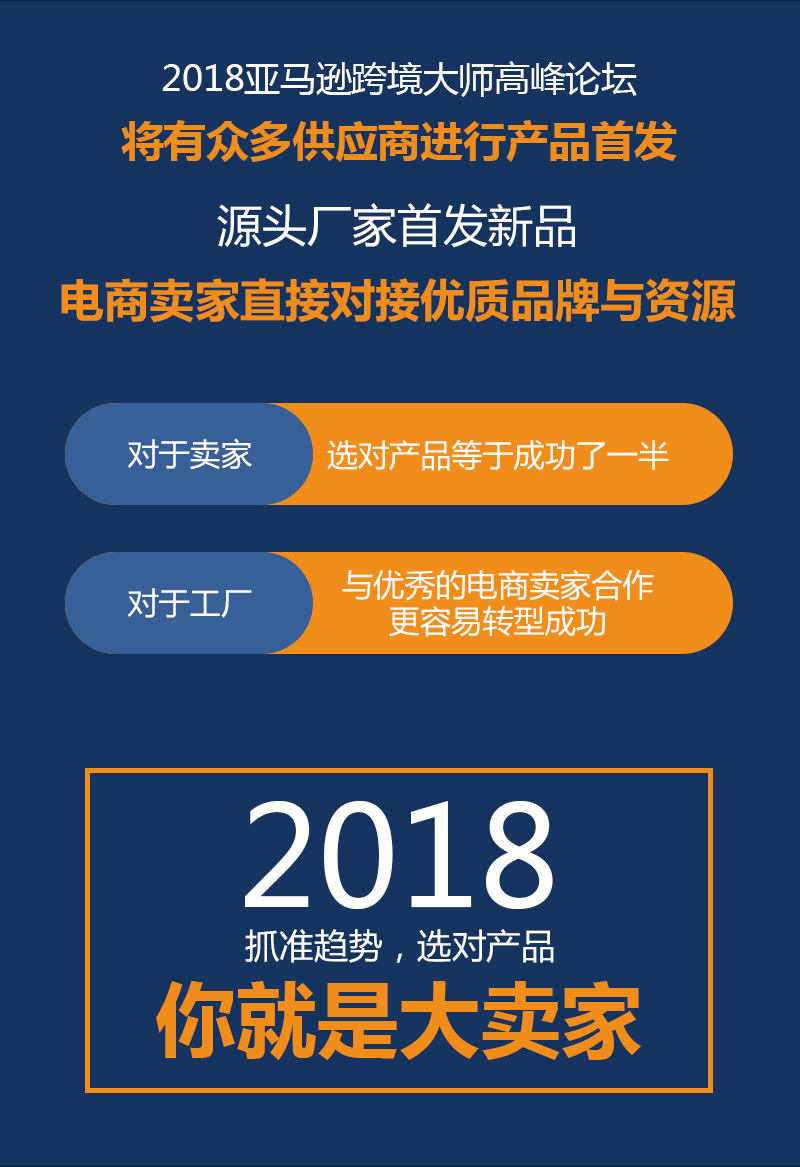 2018亚马逊跨境大师高峰论坛
将有众多供应商进行产品首发
源头厂家首发新品
电商卖家直接对接优质品牌与资源
对于卖家
选对产品等于成功了一半
对于工厂
与优秀的电商卖家合作
更容易转型成功
2018
抓准趋势，选对产品
你就是大卖家